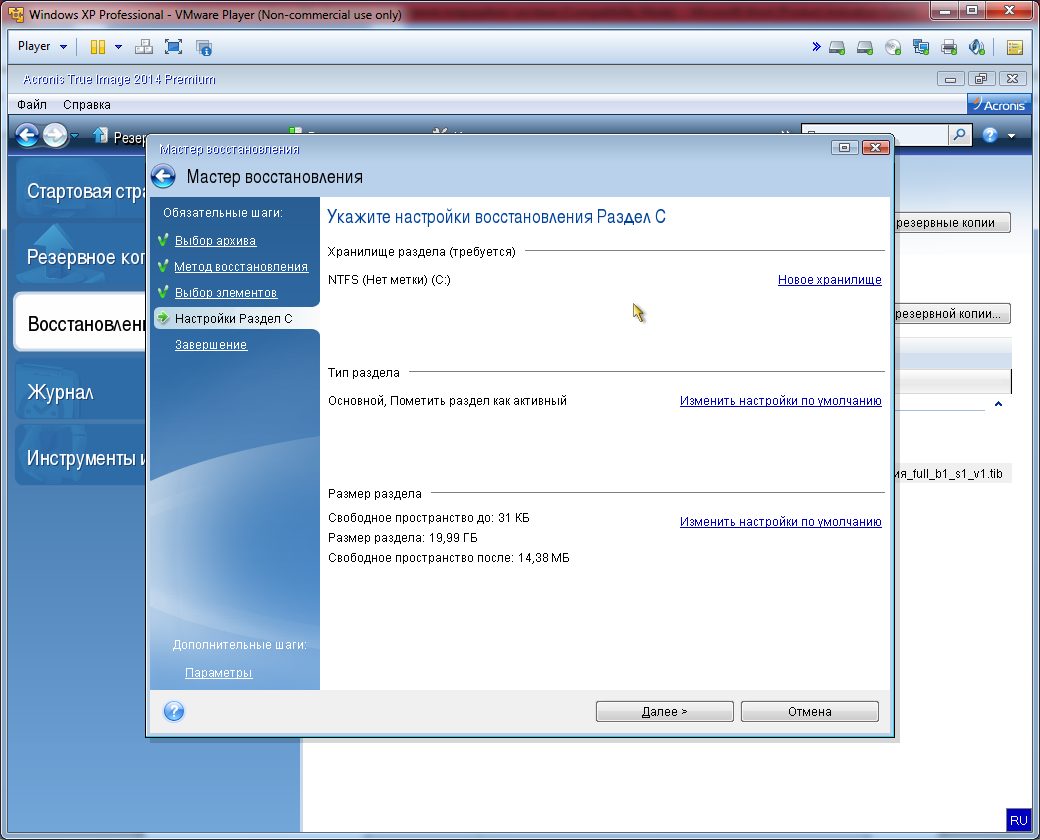 Windows XP Professional - VMware Player (Non-commercial use only)
Player
Acronis True Image 2014 Premium
Файл Справка
Acronis
Резер
Стартовая стра
Резервное коп
Восстановлени
Журнал
Инструменты и
Мастер восстановления
Мастер восстановления
Обязательные шаги:
Выбор архива
Метод восстановления
Выбор элементов
Настройки Раздел C
Завершение
Дополнительные шаги:
Параметры
Укажите настройки восстановления Раздел C
Хранилище раздела (требуется)
NTFS (Нет метки) (C:) Новое хранилище
Тип раздела
Основной, Пометить раздел как активный Изменить настройки по умолчанию
Размер раздела
Свободное пространство до: 31 КБ Изменить настройки по умолчанию
Размер раздела: 19,99 ГБ
Свободное пространство после: 14,38 МБ
Далее > Отмена
резервные копии
резервной копии...
ия_full_b1_s1_v1.tib
RU